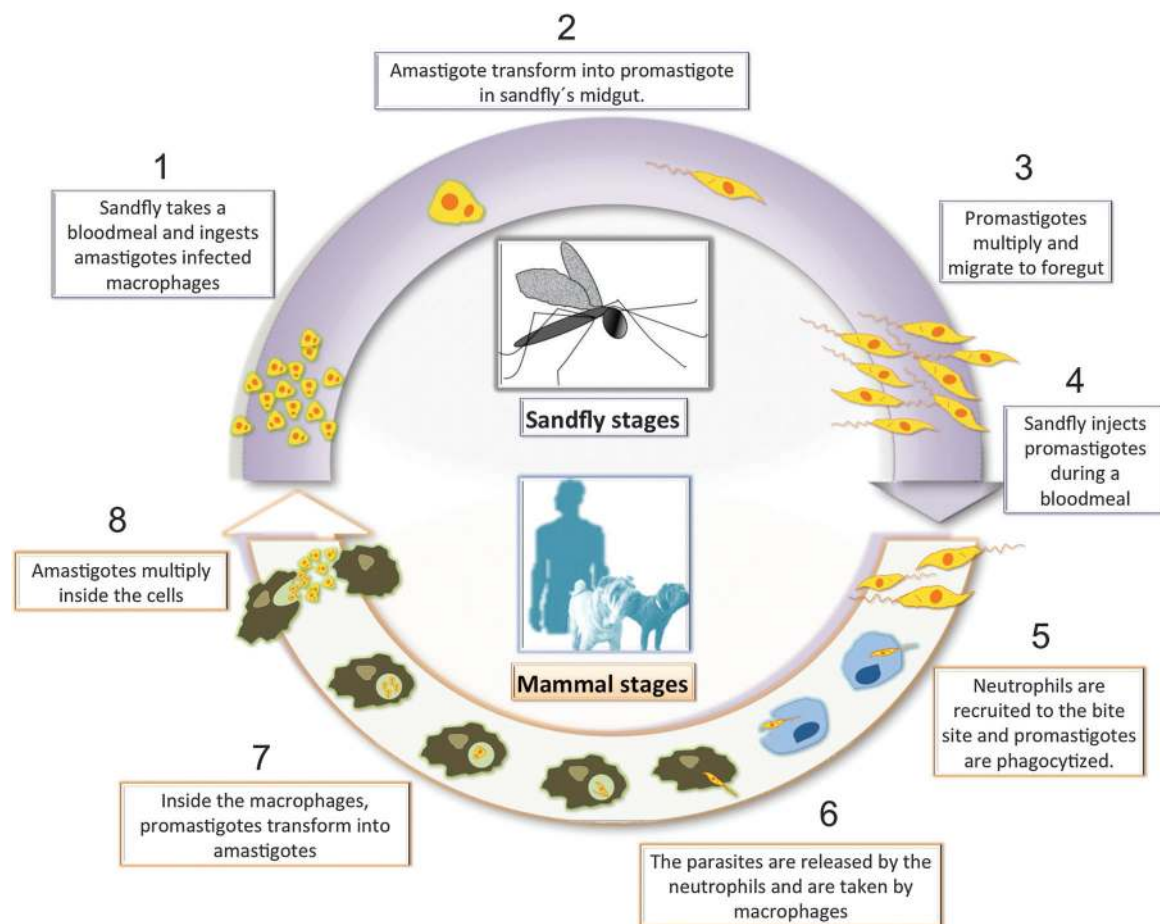 1
Sandfly takes a
bloodmeal and ingests
amastigotes infected
macrophages
2
Amastigote transform into promastigote
in sandfly´s midgut.
3
Promastigotes
multiply and
migrate to foregut
4
Sandfly injects
promastigotes
during a
bloodmeal
Sandfly stages
Mammal stages
5
Neutrophils are
recruited to the bite
site and promastigotes
are phagocytized.
6
The parasites are released by the
neutrophils and are taken by
macrophages
7
Inside the macrophages,
promastigotes transform into
amastigotes
8
Amastigotes multiply
inside the cells